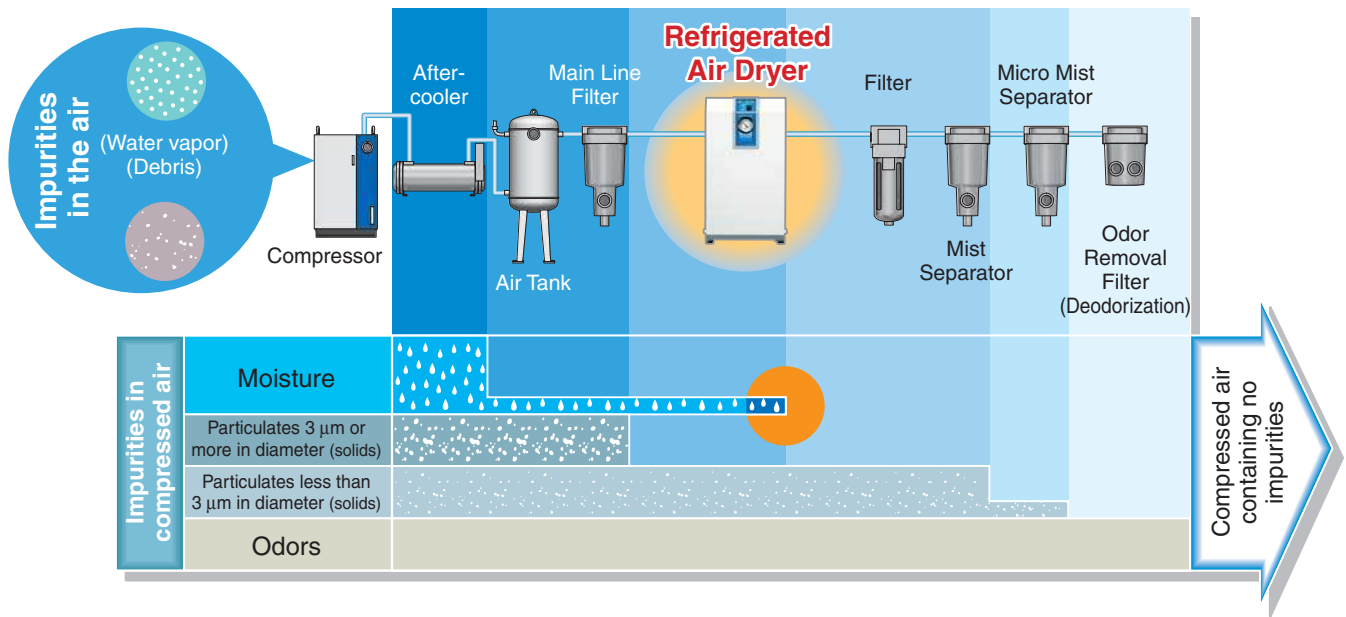 Impurities
in the air
(Water vapor)
(Debris)
Compressor
After-
cooler
Air Tank
Main Line
Filter
Refrigerated
Air Dryer
Filter
Mist
Separator
Micro Mist
Separator
Odor
Removal
Filter
(Deodorization)
Impurities in
compressed air
Moisture
Particulates 3 µm or
more in diameter (solids)
Particulates less than
3 µm in diameter (solids)
Odors
Compressed air
containing no
impurities